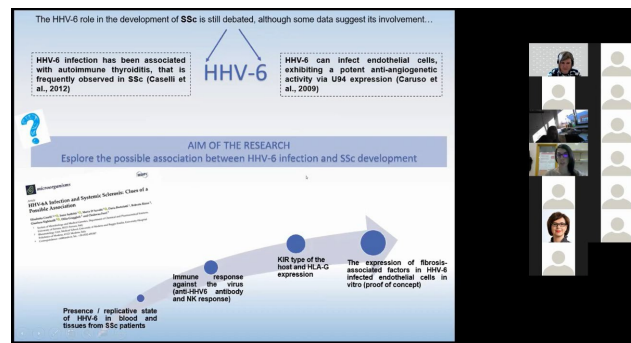 The HHV-6 role in the development of SSc is still debated, although some data suggest its involvement…
HHV-6 infection has been associated
with autoimmune thyroiditis, that is
frequently observed in SSc (Caselli
et al., 2012)
HHV-6
HHV-6 can infect endothelial cells,
exhibiting a potent anti-angiogenetic
activity via U94 expression (Caruso et
al., 2009)
?
AIM OF THE RESEARCH
Esplore the possible association between HHV-6 infection and SSc development
microorganisms
HHV-6A Infection and Systemic Sclerosis: Clues of a
Possible Association
Presence / replicative state
of HHV-6 in blood and
tissues from SSc patients
Immune response
against the virus
(anti-HHV6 antibody
and NK response)
KIR type of the
host and HLA-G
expression
The expression of fibrosis-
associated factors in HHV-6
infected endothelial cells in
vitro (proof of concept)